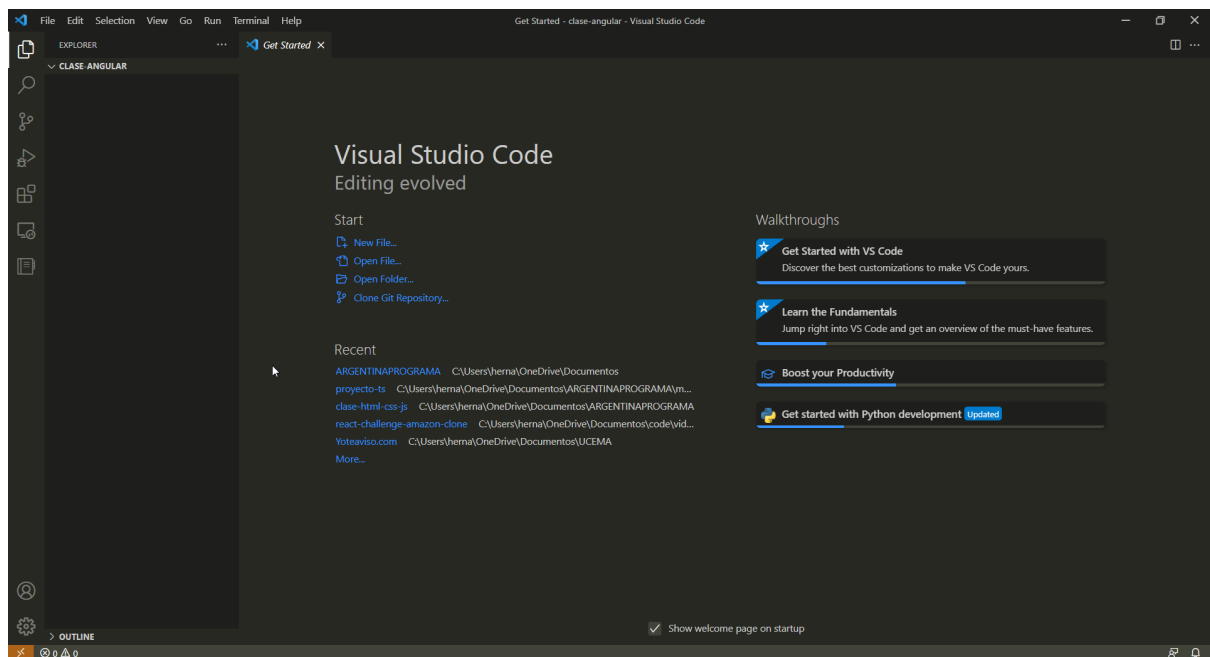 File Edit Selection View Go Run Terminal Help
Get Started - clase-angular - Visual Studio Code
EXPLORER
Get Started
CLASE-ANGULAR
Visual Studio Code
Editing evolved
Start
New File...
Open File...
Open Folder...
Clone Git Repository...
Recent
ARGENTINAPROGRAMA C:\Users\herna\OneDrive\Documentos
proyecto-ts C:\Users\herna\OneDrive\Documentos\ARGENTINAPROGRAMA\m...
clase-html-css-js C:\Users\herna\OneDrive\Documentos\ARGENTINAPROGRAMA
react-challenge-amazon-clone C:\Users\herna\OneDrive\Documentos\code\vid...
Yoteaviso.com C:\Users\herna\OneDrive\Documentos\UCEMA
More...
Walkthroughs
Get Started with VS Code
Discover the best customizations to make VS Code yours.
Learn the Fundamentals
Jump right into VS Code and get an overview of the must-have features.
Boost your Productivity
Get started with Python development Updated
Show welcome page on startup
OUTLINE
0 0